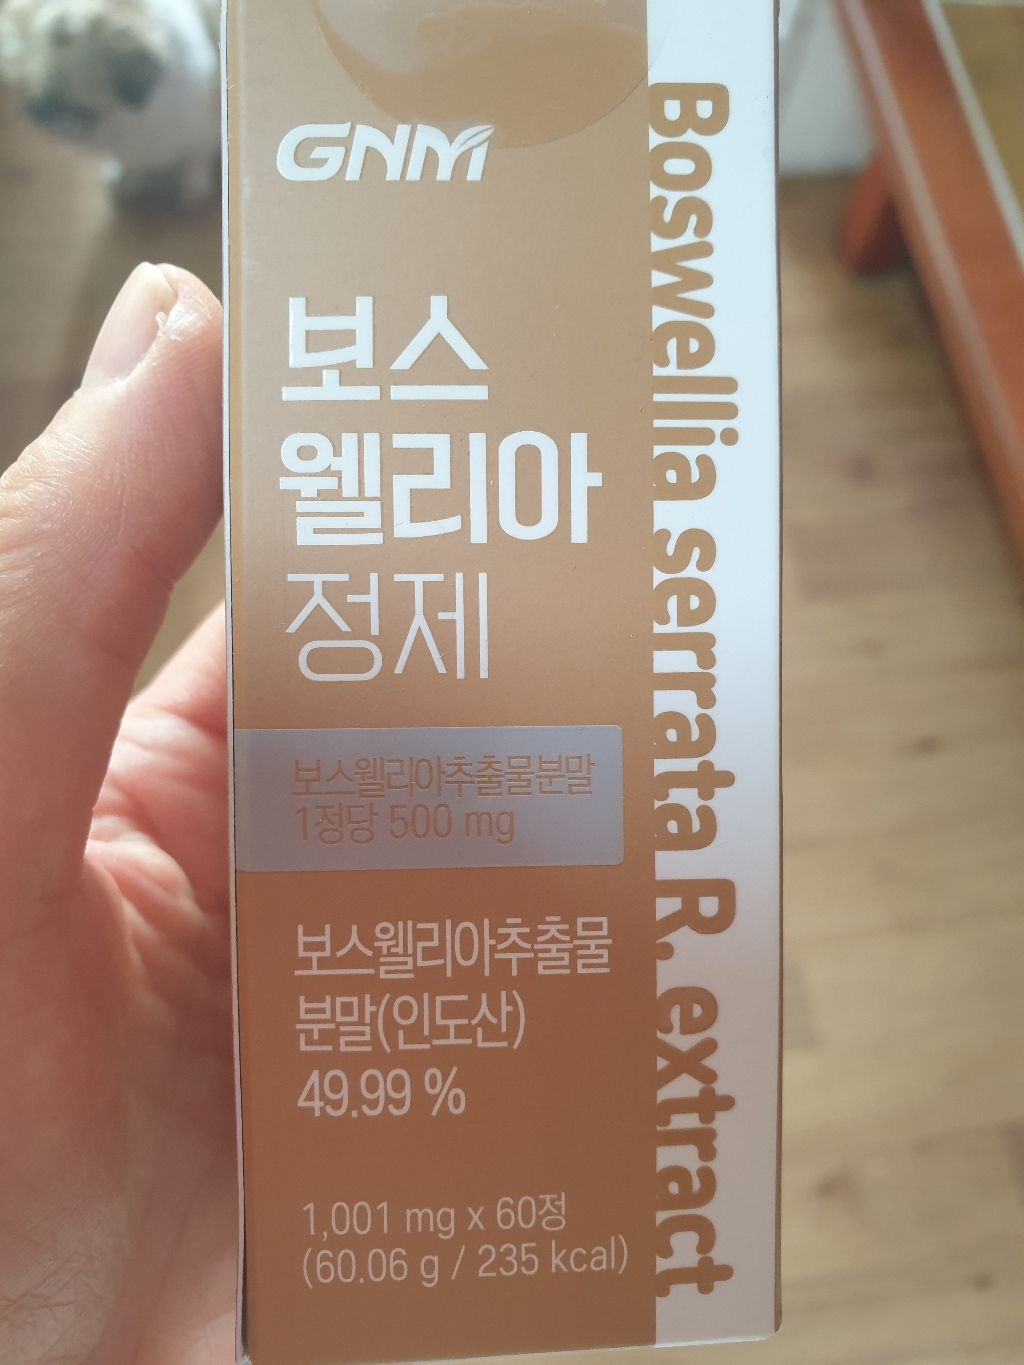 GNM
보스
웰리아
정제
보스웰리아추출물분말
1정당 500 mg
보스웰리아추출물
분말(인도산)
49.99 %
1,001 mg x 60정
(60.06 g / 235 kcal)
Boswellia serrata R. extract